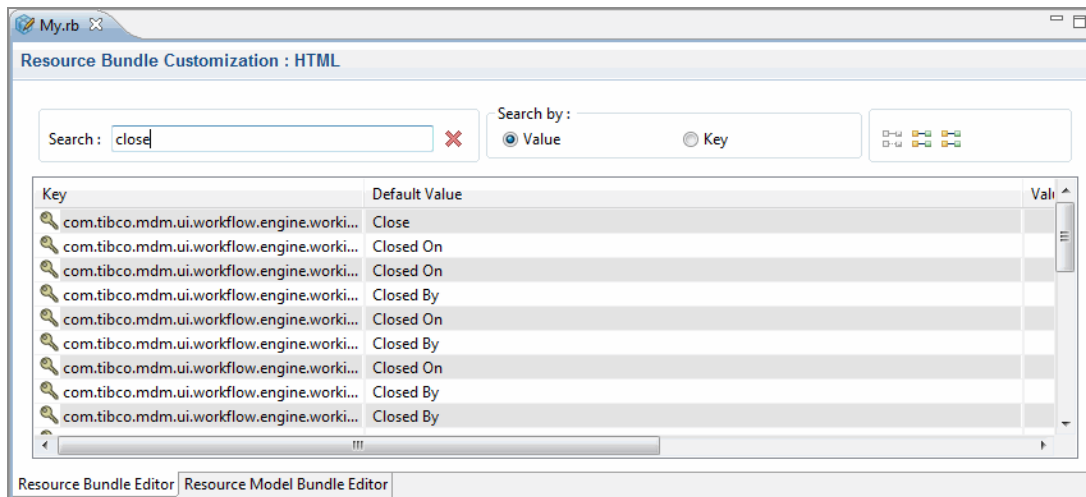 My.rb
Resource Bundle Customization : HTML
Search by :
Search : close Value Key
Key Default Value
com.tibco.mdm.ui.workflow.engine.worki... Close
com.tibco.mdm.ui.workflow.engine.worki... Closed On
com.tibco.mdm.ui.workflow.engine.worki... Closed On
com.tibco.mdm.ui.workflow.engine.worki... Closed By
com.tibco.mdm.ui.workflow.engine.worki... Closed On
com.tibco.mdm.ui.workflow.engine.worki... Closed By
com.tibco.mdm.ui.workflow.engine.worki... Closed On
com.tibco.mdm.ui.workflow.engine.worki... Closed By
com.tibco.mdm.ui.workflow.engine.worki... Closed By
Resource Bundle Editor Resource Model Bundle Editor